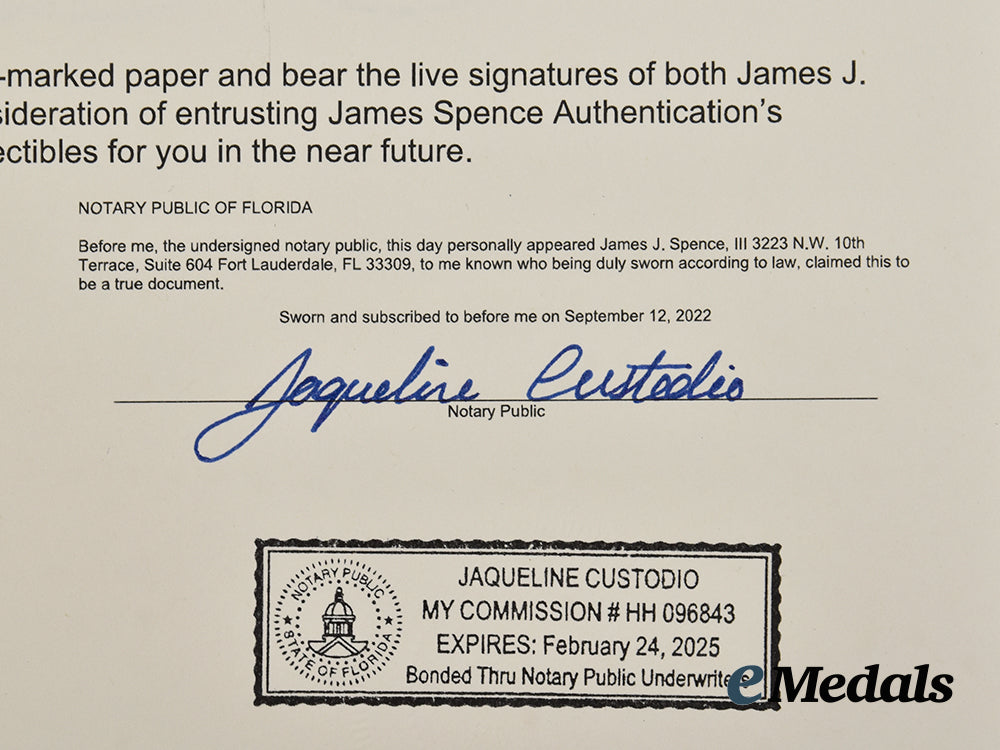 -marked paper and bear the live signatures of both James J.
sideration of entrusting James Spence Authentication's
ectibles for you in the near future.
NOTARY PUBLIC OF FLORIDA
Before me, the undersigned notary public, this day personally appeared James J. Spence, III 3223 N.W. 10th
Terrace, Suite 604 Fort Lauderdale, FL 33309, to me known who being duly sworn according to law, claimed this to
be a true document.
Sworn and subscribed to before me on September 12, 2022
Jaqueline Custodio
Notary Public
NOTARY PUBLIC
STATE OF FLORIDA
JAQUELINE CUSTODIO
MY COMMISSION # HH 096843
EXPIRES: February 24, 2025
Bonded Thru Notary Public Underwrite
eMedals